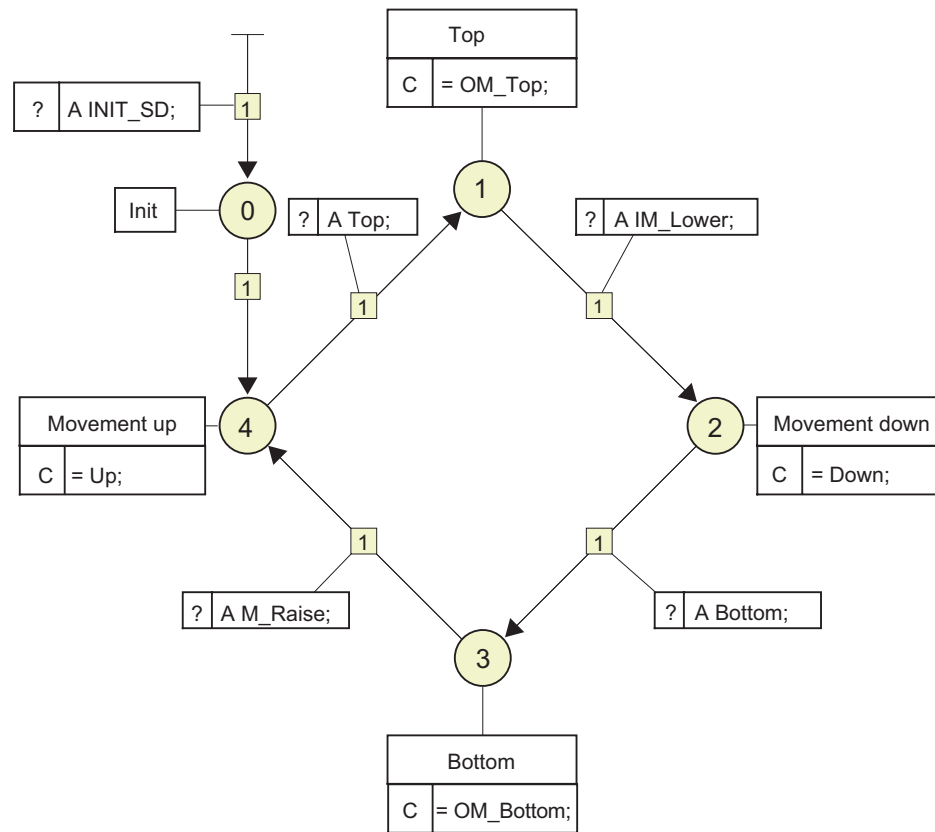 Top
C = OM_Top;
? A INIT_SD;
1
Init
0
? A Top;
1
? A IM_Lower;
1
1
1
Movement up
C = Up;
4
2
Movement down
C = Down;
1
1
? A M_Raise;
? A Bottom;
3
Bottom
C = OM_Bottom;